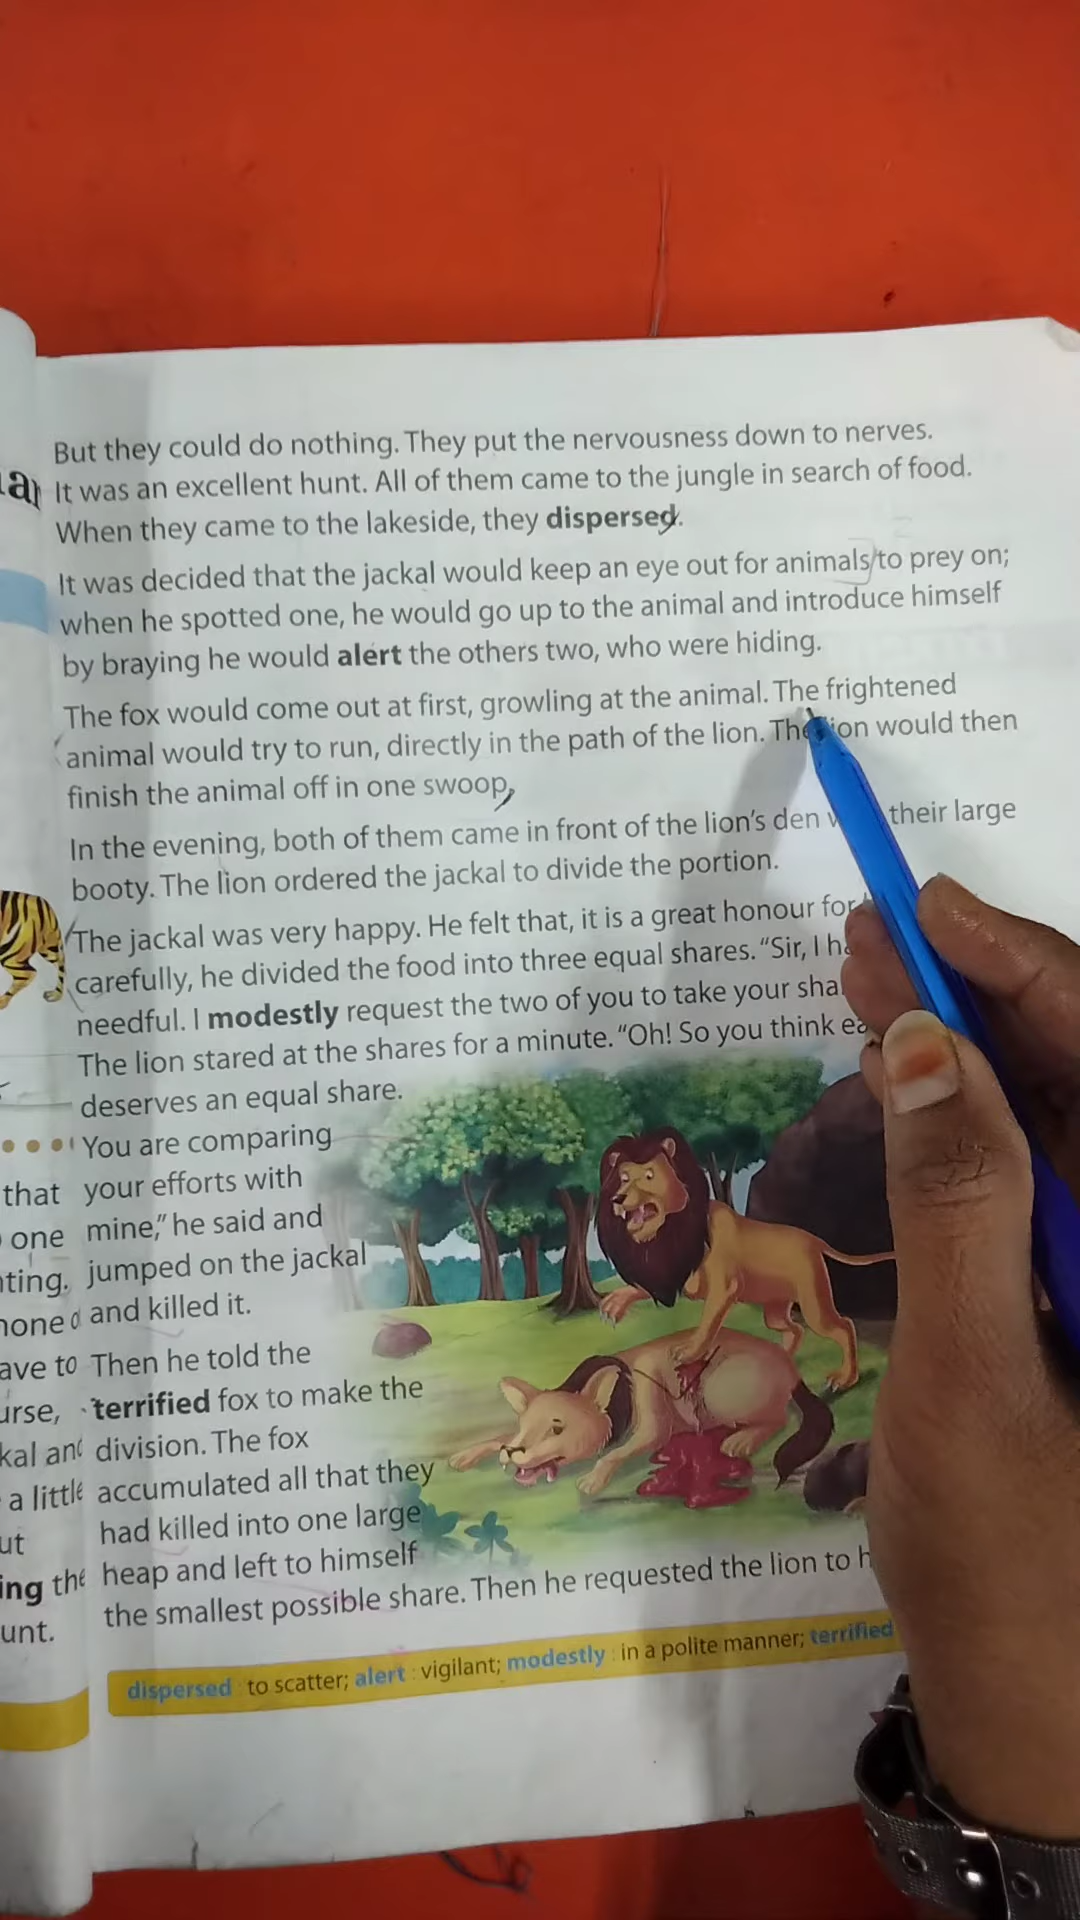 But they could do nothing. They put the nervousness down to nerves.
It was an excellent hunt. All of them came to the jungle in search of food.
When they came to the lakeside, they dispersed.
It was decided that the jackal would keep an eye out for animals to prey on;
when he spotted one, he would go up to the animal and introduce himself
by braying he would alert the others two, who were hiding.
The fox would come out at first, growling at the animal. The frightened
animal would try to run, directly in the path of the lion. The lion would then
finish the animal off in one swoop,
In the evening, both of them came in front of the lion's den their large
booty. The lion ordered the jackal to divide the portion.
The jackal was very happy. He felt that, it is a great honour for
carefully, he divided the food into three equal shares. "Sir, I
needful. I modestly request the two of you to take your
The lion stared at the shares for a minute. "Oh! So you think
deserves an equal share.
You are comparing
that your efforts with
one mine," he said and
ting. jumped on the jackal
and killed it.
ave to Then he told the
urse, terrified fox to make the
kal and division. The fox
a little accumulated all that they
ut had killed into one large
ing the heap and left to himself
unt. the smallest possible share. Then he requested the lion to
dispersed : to scatter; alert : vigilant; modestly : in a polite manner; terrified